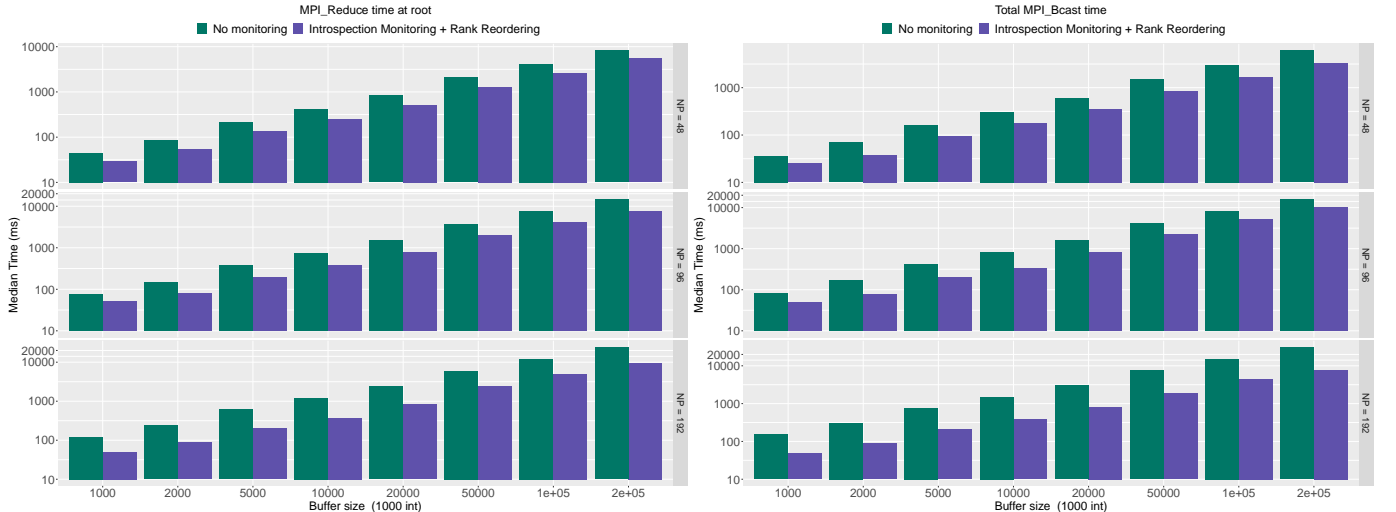 MPI_Reduce time at root
No monitoring Introspection Monitoring + Rank Reordering
10000
1000
100
10
NP = 48
20000
10000
1000
100
10
NP = 96
20000
10000
1000
100
10
NP = 192
Median Time (ms)
1000 2000 5000 10000 20000 50000 1e+05 2e+05
Buffer size (1000 int)
Total MPI_Bcast time
No monitoring Introspection Monitoring + Rank Reordering
1000
100
10
NP = 48
20000
10000
1000
100
10
NP = 96
20000
10000
1000
100
10
NP = 192
Median Time (ms)
1000 2000 5000 10000 20000 50000 1e+05 2e+05
Buffer size (1000 int)